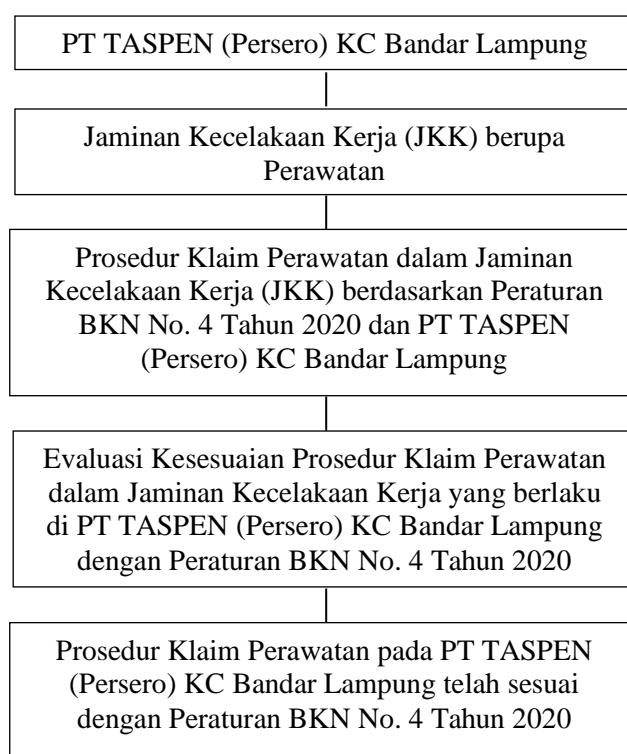 PT TASPEN (Persero) KC Bandar Lampung
Jaminan Kecelakaan Kerja (JKK) berupa
Perawatan
Prosedur Klaim Perawatan dalam Jaminan
Kecelakaan Kerja (JKK) berdasarkan Peraturan
BKN No. 4 Tahun 2020 dan PT TASPEN
(Persero) KC Bandar Lampung
Evaluasi Kesesuaian Prosedur Klaim Perawatan
dalam Jaminan Kecelakaan Kerja yang berlaku
di PT TASPEN (Persero) KC Bandar Lampung
dengan Peraturan BKN No. 4 Tahun 2020
Prosedur Klaim Perawatan pada PT TASPEN
(Persero) KC Bandar Lampung telah sesuai
dengan Peraturan BKN No. 4 Tahun 2020